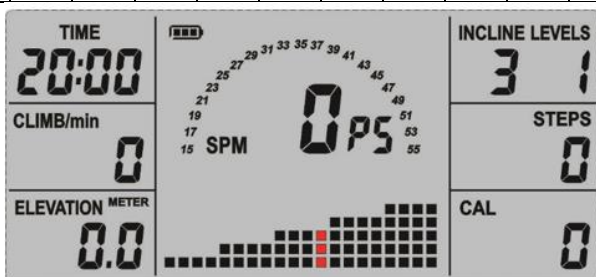 TIME
20:00
CLIMB/min
0
ELEVATION METER
0.0
15 17 19 21 23 25 27 29 31 33 35 37 39 41 43 45 47 49 51 53 55
SPM
0PS
INCLINE LEVELS
3 1
STEPS
0
CAL
0